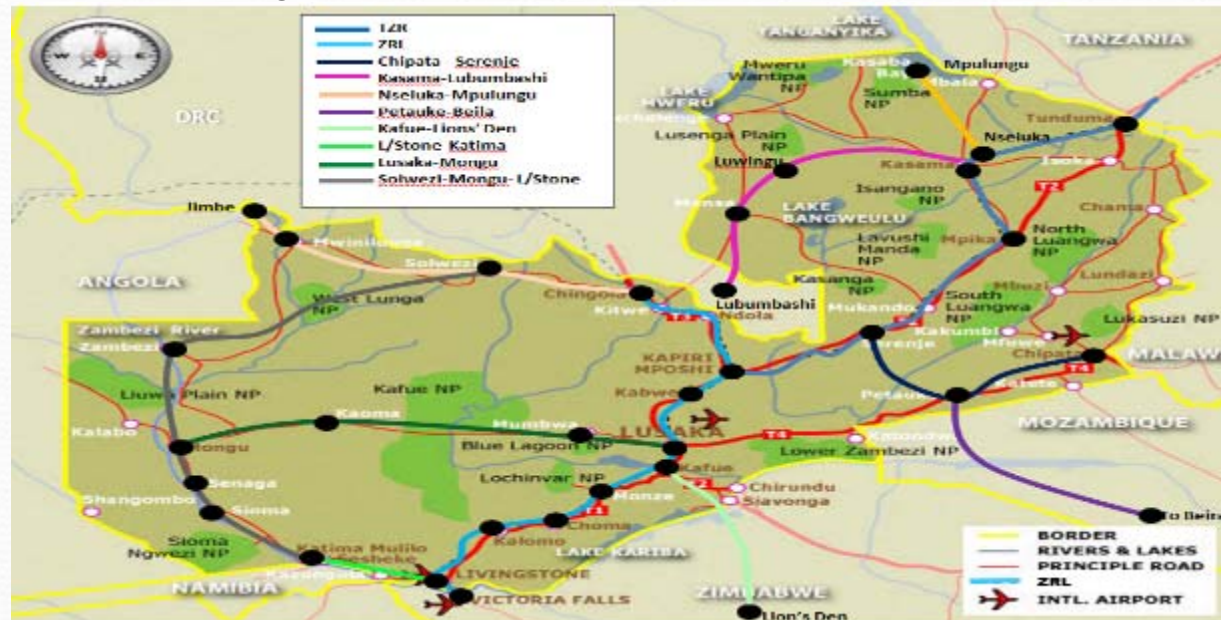 TZR
ZRL
Chipata Serenje
Kasama-Lubumbashi
Nseluka-Mpulungu
Petauke-Beila
Kafue-Lions' Den
L/Stone Katima
Lusaka-Mongu
Solwezi-Mongu-L/Stone
N
W
E
S
DRC
LAKE
TANGANYIKA
TANZANIA
Kasaba
Bay
Mpulungu
Mbala
Mweru
Wantipa
NP
Sumba
NP
LAKE
MWERU
Lusenga Plain
NP
Nseluka
Tunduma
Kasama
Isoka
Luwingu
T2
Isangano
NP
Mansa
LAKE
BANGWEULU
Chama
Lavushi
Manda
NP
Mpika
North
Luangwa
NP
Jimbe
Mwinilunga
Solwezi
ANGOLA
West Lunga
NP
Chingola
Kitwe
Ndola
Lubumbashi
Kasanga
NP
Mukando
South
Luangwa
NP
Lundazi
Lukasuzi NP
Kakumbi
Mfuwe
Serenje
Chipata
MALAW
Zambezi River
Zambezi
KAPIRI
MPOSHI
T4
Katete
Petauke
Liuwa Plain NP
Kafue NP
Kabwe
MOZAMBIQUE
Kaoma
Mumbwa
LUSAKA
Kalabo
Mongu
Blue Lagoon NP
T4
Lower Zambezi NP
Kafue
Senaga
Lochinvar NP
Monze
T2
Chirundu
Siavonga
Shangombo
Sioma
T1
Choma
To Beira
Sioma
Ngwezi NP
Kalomo
LAKE KARIBA
Katima Mulilo
Sesheke
Kazungula
LIVINGSTONE
NAMIBIA
VICTORIA FALLS
ZIMBABWE
Lion's Den
BORDER
RIVERS & LAKES
PRINCIPLE ROAD
ZRL
INTL. AIRPORT